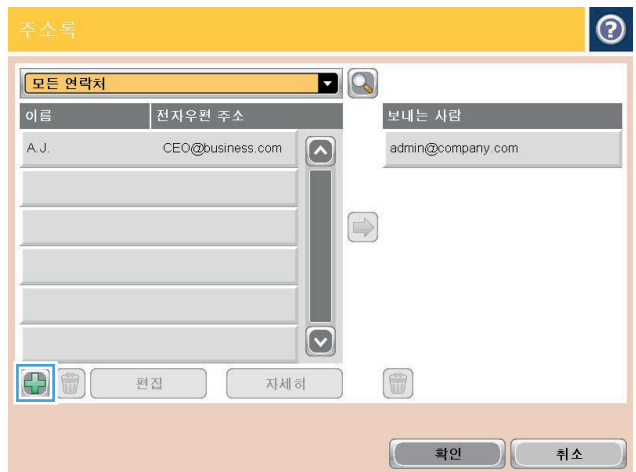 주소록
모든 연락처
이름 전자우편 주소 보내는 사람
A.J. CEO@business.com admin@company.com
편집 자세히
확인 취소